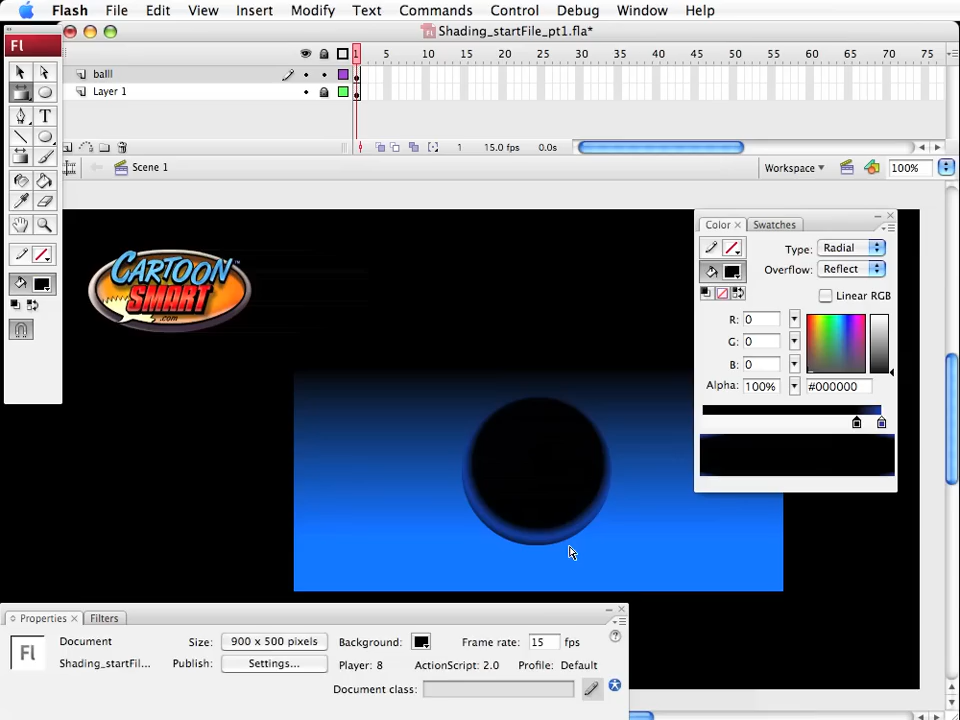 Flash File Edit View Insert Modify Text Commands Control Debug Window Help
Shading_startFile_pt1.fla*
Fl
1 5 10 15 20 25 30 35 40 45 50 55 60 65 70 75
balll
Layer 1
1 15.0 fps 0.0s
Scene 1
Workspace 100%
T
CARTOON
SMART
.com
™
Color × Swatches
Type: Radial
Overflow: Reflect
Linear RGB
R: 0
G: 0
B: 0
Alpha: 100% #000000
Properties × Filters
Fl
Document
Shading_startFil...
Size: 900 x 500 pixels Background: Frame rate: 15 fps
Publish: Settings... Player: 8 ActionScript: 2.0 Profile: Default
Document class: